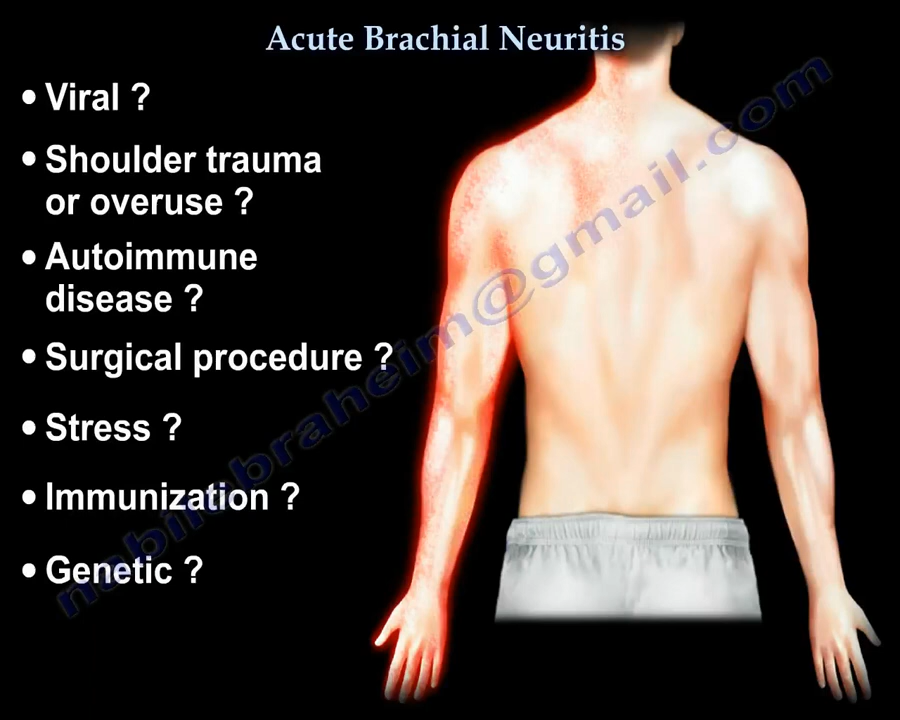 Acute Brachial Neuritis
• Viral ?
• Shoulder trauma
or overuse ?
• Autoimmune
disease ?
• Surgical procedure ?
• Stress ?
• Immunization ?
• Genetic ?
nabilebraheim@gmail.com